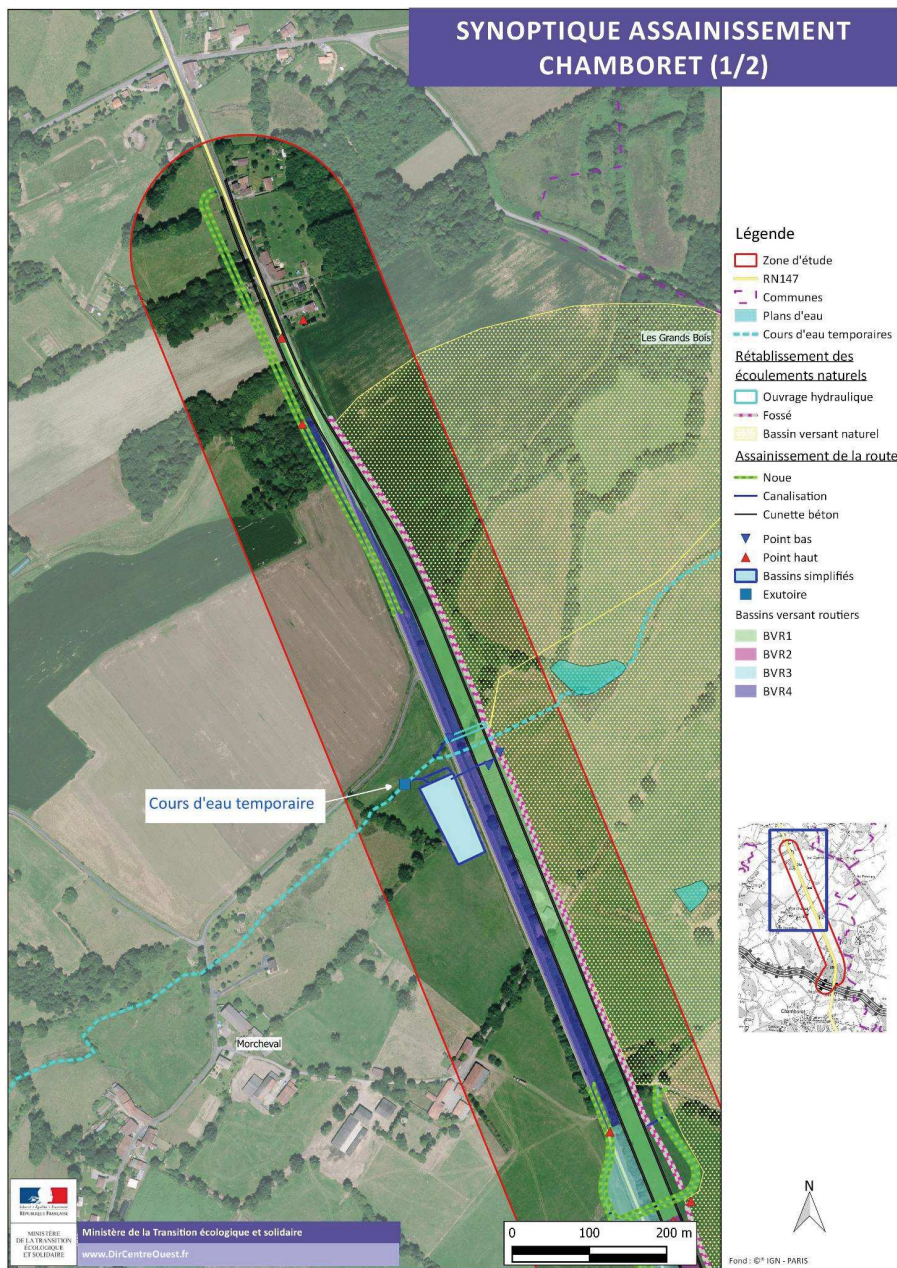 SYNOPTIQUE ASSAINISSEMENT
CHAMBORET (1/2)
Les Grands Bois
Cours d'eau temporaire
Morcheval
Légende
Zone d'étude
RN147
Communes
Plans d'eau
Cours d'eau temporaires
Rétablissement des
écoulements naturels
Ouvrage hydraulique
Fossé
Bassin versant naturel
Assainissement de la route
Noue
Canalisation
Cunette béton
Point bas
Point haut
Bassins simplifiés
Exutoire
Bassins versant routiers
BVR1
BVR2
BVR3
BVR4
Chamboret
N
RÉPUBLIQUE FRANÇAISE
MINISTÈRE
DE LA TRANSITION
ÉCOLOGIQUE
ET SOLIDAIRE
Ministère de la Transition écologique et solidaire
www.DirCentreOuest.fr
0 100 200 m
Fond : ©® IGN - PARIS